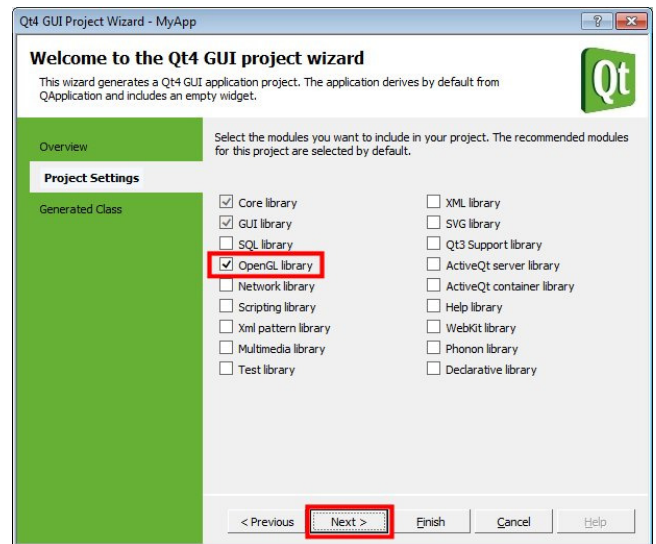 Qt4 GUI Project Wizard - MyApp
Welcome to the Qt4 GUI project wizard
This wizard generates a Qt4 GUI application project. The application derives by default from
QApplication and includes an empty widget.
Qt
Overview
Project Settings
Generated Class
Select the modules you want to include in your project. The recommended modules
for this project are selected by default.
Core library
GUI library
SQL library
OpenGL library
Network library
Scripting library
Xml pattern library
Multimedia library
Test library
XML library
SVG library
Qt3 Support library
ActiveQt server library
ActiveQt container library
Help library
WebKit library
Phonon library
Declarative library
< Previous
Next >
Finish
Cancel
Help